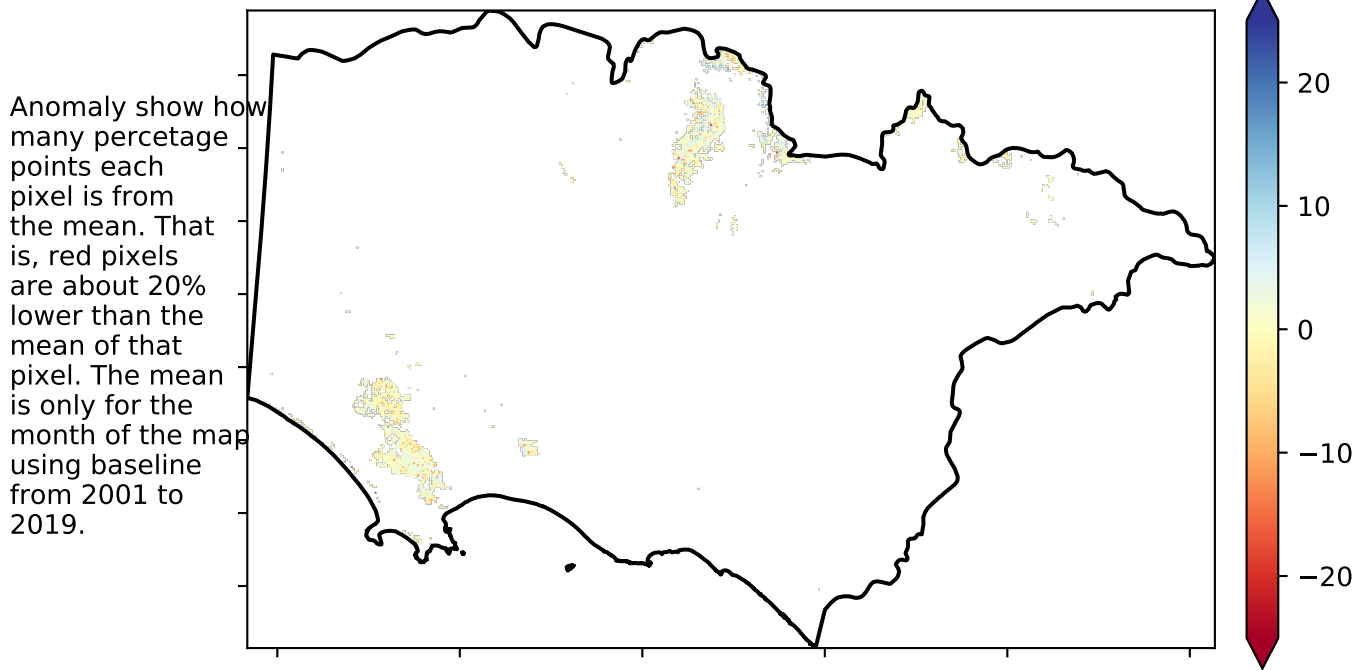 Anomaly show how
many percetage
points each
pixel is from
the mean. That
is, red pixels
are about 20%
lower than the
mean of that
pixel. The mean
is only for the
month of the map
using baseline
from 2001 to
2019.
20
10
0
−10
−20